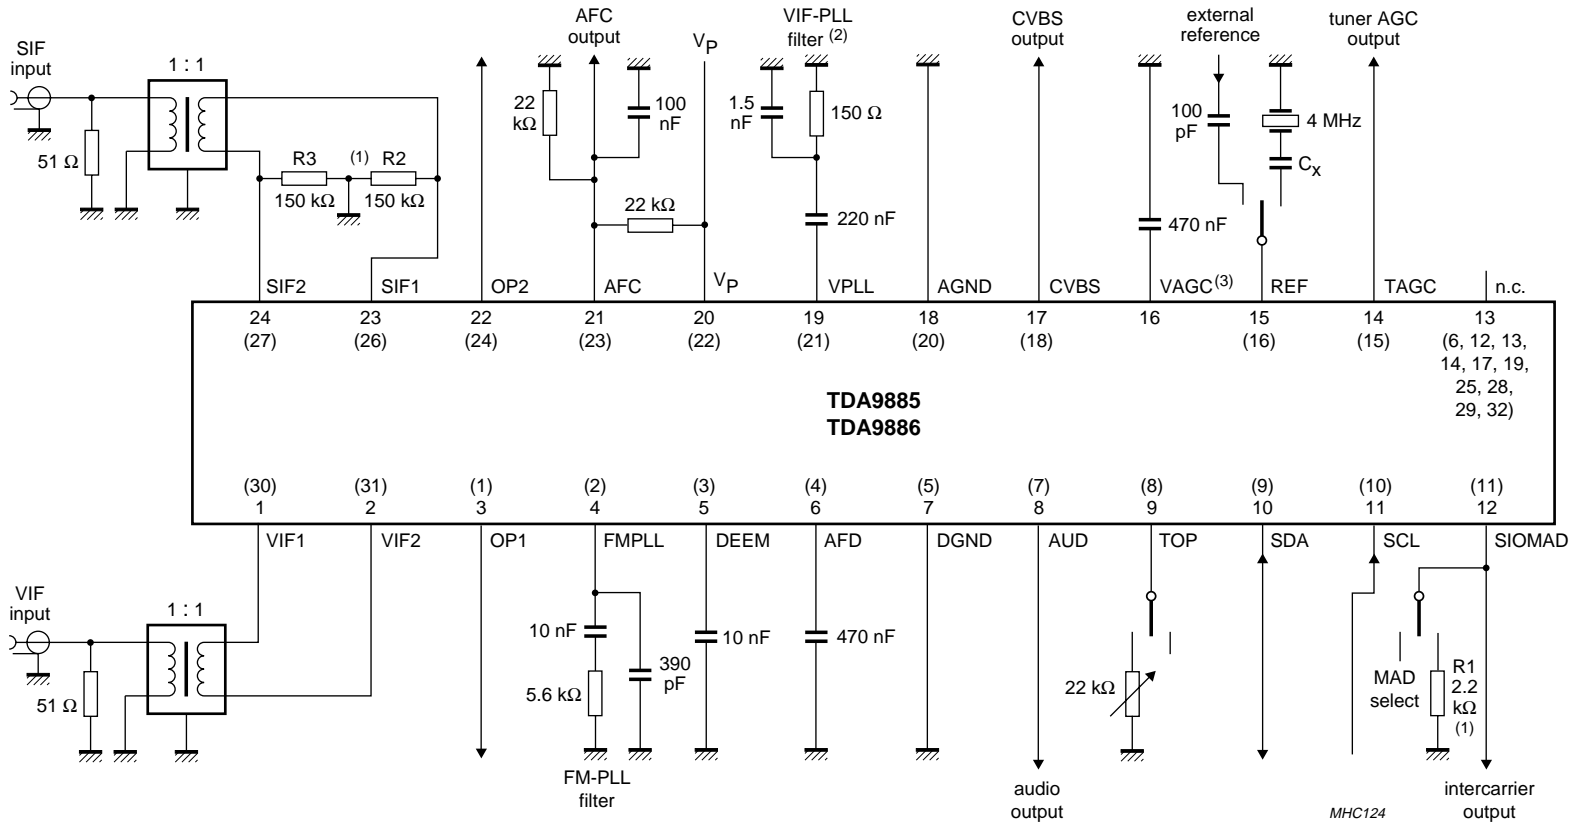 SIF
input
1 : 1
51 Ω
R3
(1)
R2
150 kΩ
150 kΩ
AFC
output
22
kΩ
100
nF
22 kΩ
VP
VIF-PLL
filter (2)
1.5
nF
150 Ω
220 nF
CVBS
output
external
reference
100
pF
4 MHz
CX
470 nF
tuner AGC
output
SIF2
SIF1
OP2
AFC
VP
VPLL
AGND
CVBS
VAGC(3)
REF
TAGC
n.c.
24
23
22
21
20
19
18
17
16
15
14
13
(27)
(26)
(24)
(23)
(22)
(21)
(20)
(18)
(16)
(15)
(6, 12, 13,
14, 17, 19,
25, 28,
29, 32)
TDA9885
TDA9886
(30)
(31)
(1)
(2)
(3)
(4)
(5)
(7)
(8)
(9)
(10)
(11)
1
2
3
4
5
6
7
8
9
10
11
12
VIF1
VIF2
OP1
FMPLL
DEEM
AFD
DGND
AUD
TOP
SDA
SCL
SIOMAD
VIF
input
1 : 1
51 Ω
10 nF
5.6 kΩ
390
pF
FM-PLL
filter
10 nF
470 nF
audio
output
22 kΩ
MAD
select
R1
2.2
kΩ
(1)
intercarrier
output
MHC124